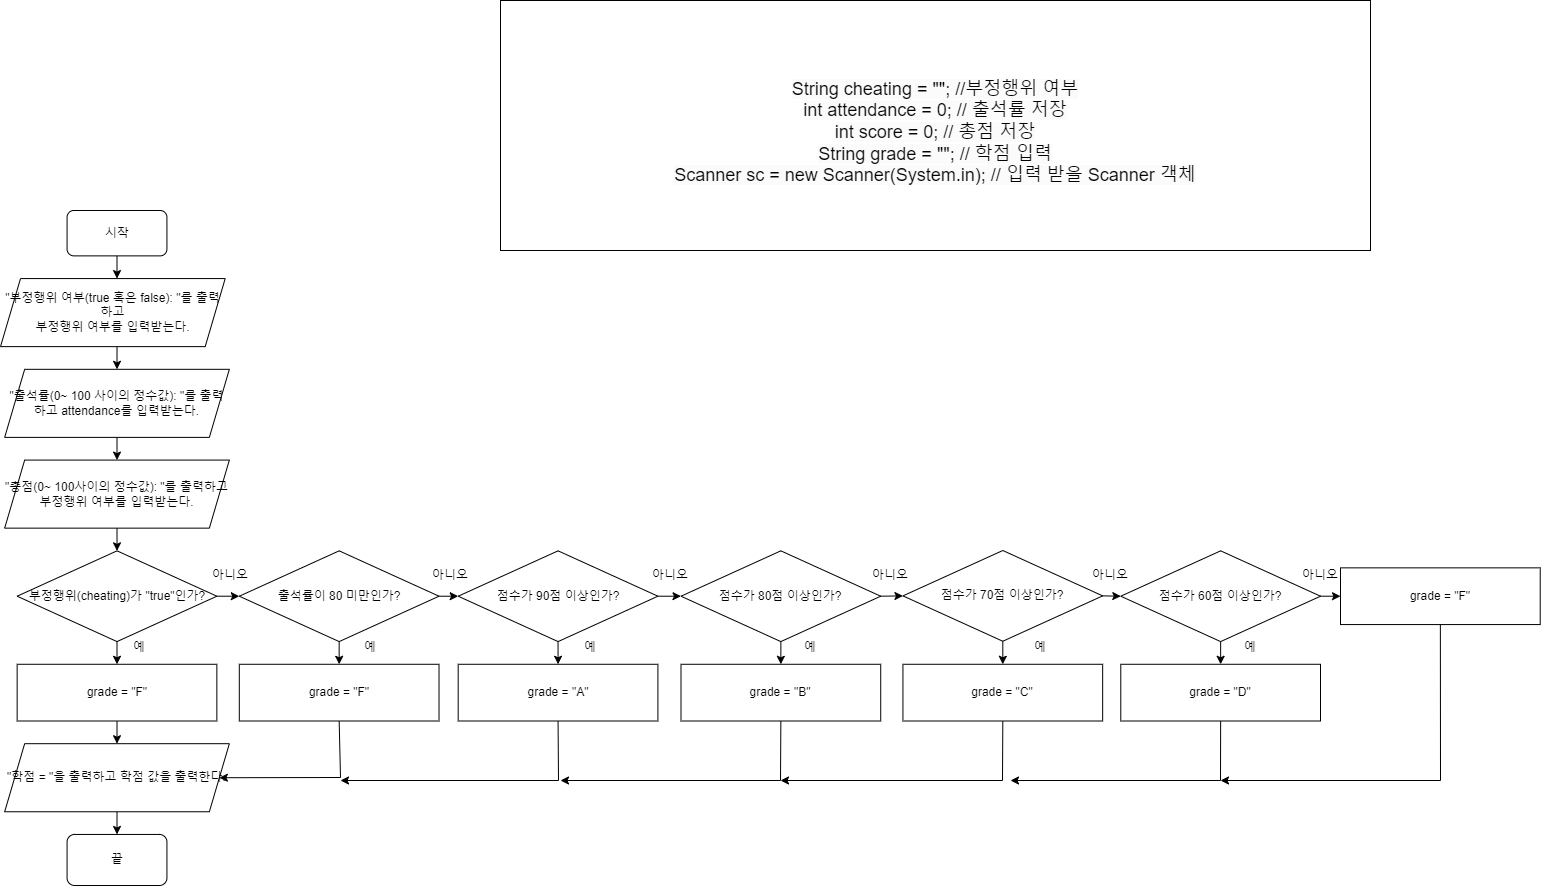 String cheating = ""; //부정행위 여부
int attendance = 0; // 출석률 저장
int score = 0; // 총점 저장
String grade = ""; // 학점 입력
Scanner sc = new Scanner(System.in); // 입력 받을 Scanner 객체
시작
"부정행위 여부(true 혹은 false): "를 출력
하고
부정행위 여부를 입력받는다.
"출석률(0~ 100 사이의 정수값): "를 출력
하고 attendance를 입력받는다.
"총점(0~ 100사이의 정수값): "를 출력하고
부정행위 여부를 입력받는다.
부정행위(cheating)가 "true"인가?
아니오
출석률이 80 미만인가?
아니오
점수가 90점 이상인가?
아니오
점수가 80점 이상인가?
아니오
점수가 70점 이상인가?
아니오
점수가 60점 이상인가?
아니오
grade = "F"
예
예
예
예
예
예
grade = "F"
grade = "F"
grade = "A"
grade = "B"
grade = "C"
grade = "D"
"학점 = "을 출력하고 학점 값을 출력한다
끝